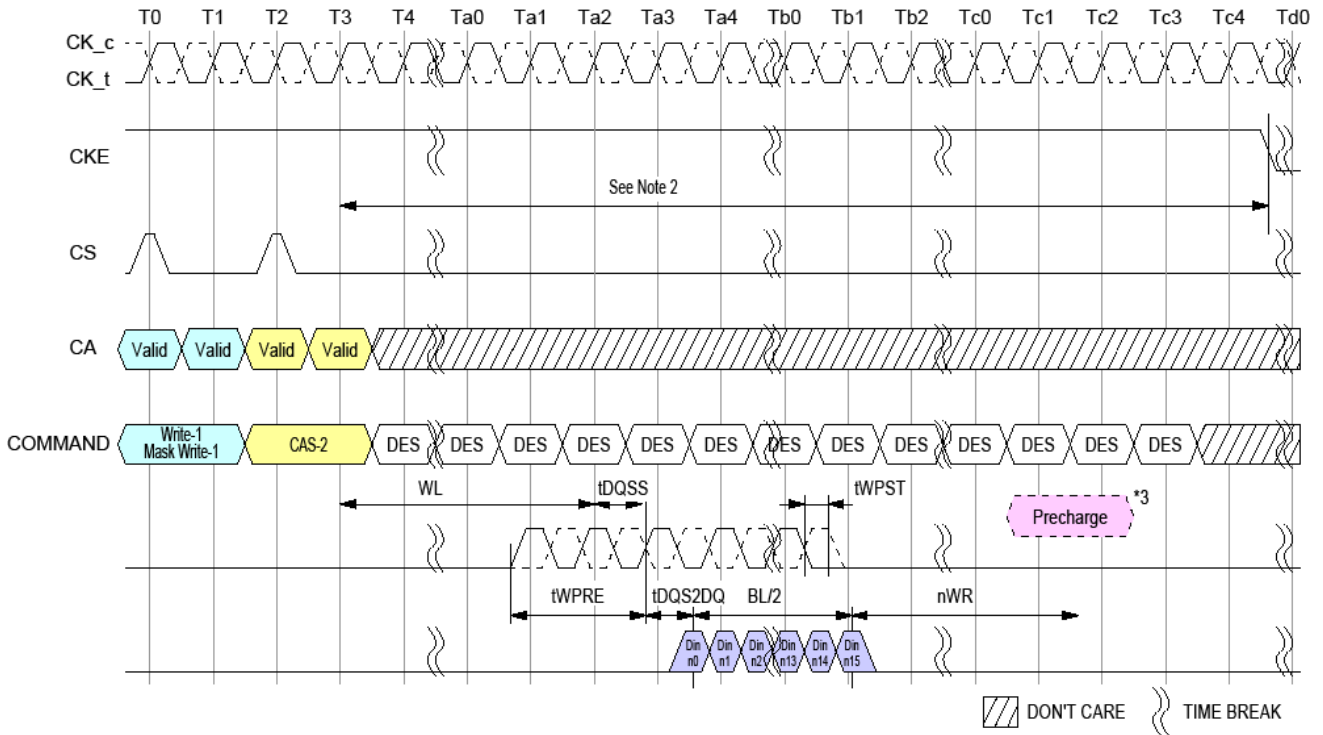 T0 T1 T2 T3 T4 Ta0 Ta1 Ta2 Ta3 Ta4 Tb0 Tb1 Tb2 Tc0 Tc1 Tc2 Tc3 Tc4 Td0
CK_c
CK_t
CKE
See Note 2
CS
CA Valid Valid Valid Valid
COMMAND Write-1
Mask Write-1 CAS-2 DES DES DES DES DES DES DES DES DES DES DES DES DES
WL tDQSS tWPST
Precharge *3
tWPRE tDQS2DQ BL/2 nWR
Din n0 Din n1 Din n2 Din n13 Din n14 Din n15
DON'T CARE TIME BREAK